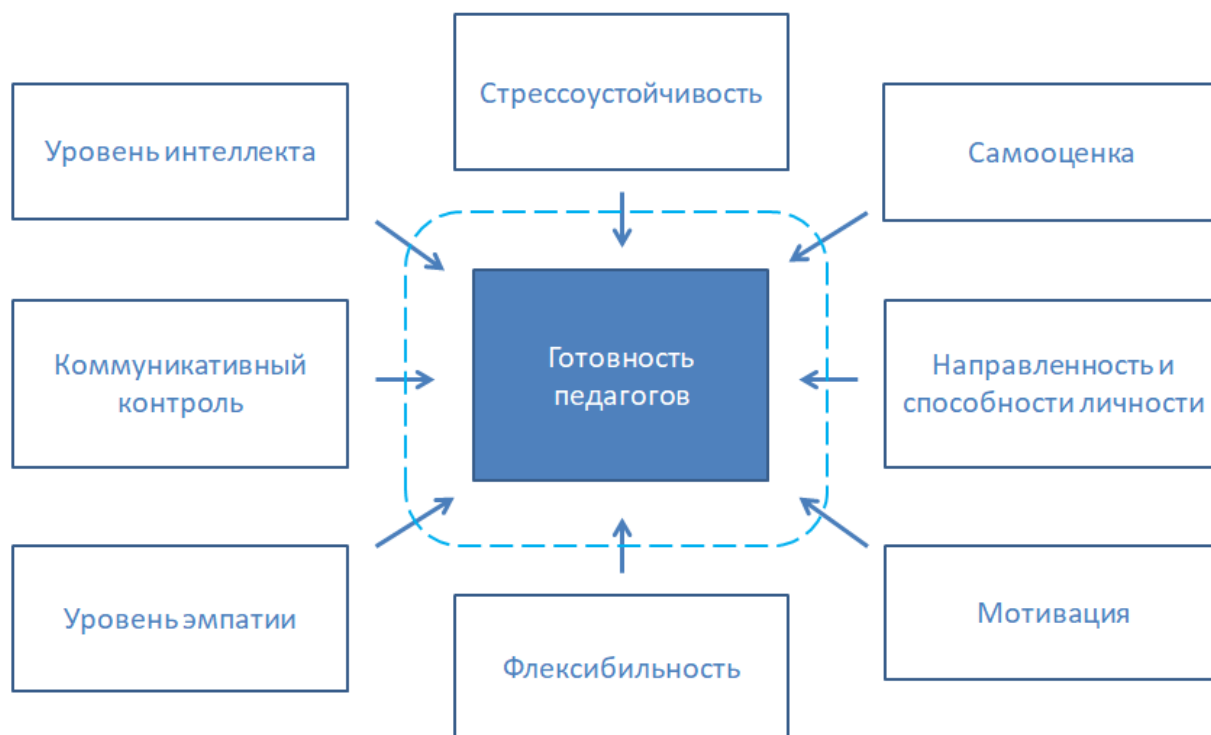 Стрессоустойчивость
Уровень интеллекта
Самооценка
Готовность
педагогов
Коммуникативный
контроль
Направленность и
способности личности
Уровень эмпатии
Флексибильность
Мотивация